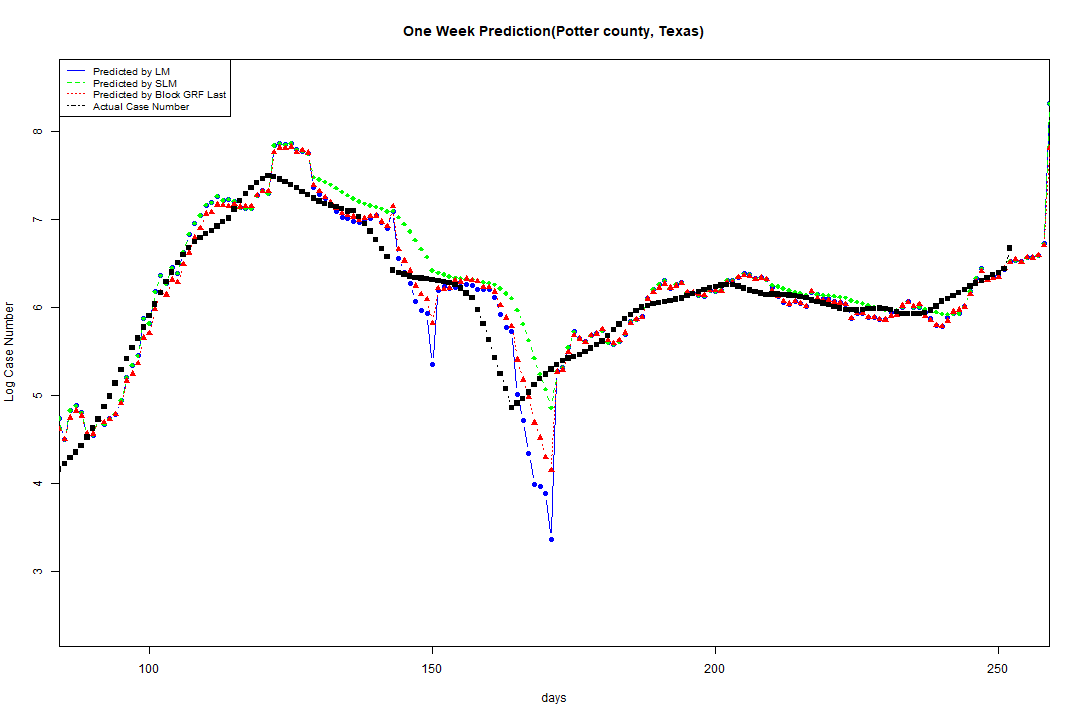 One Week Prediction(Potter county, Texas)
Predicted by LM
Predicted by SLM
Predicted by Block GRF Last
Actual Case Number
8
7
6
5
4
3
Log Case Number
100 150 200 250
days